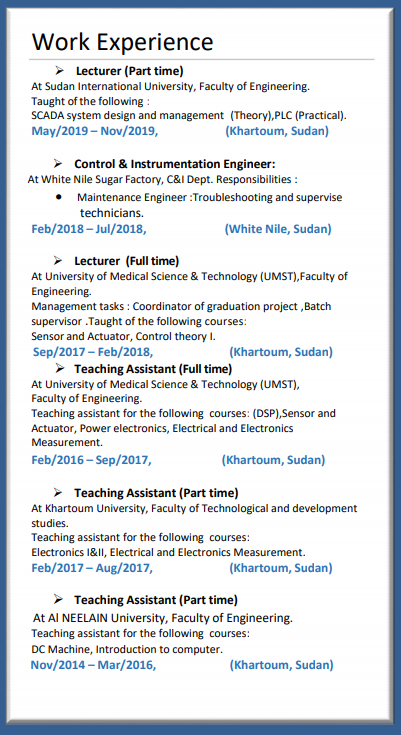 Work Experience
➢ Lecturer (Part time)
At Sudan International University, Faculty of Engineering.
Taught of the following :
SCADA system design and management (Theory),PLC (Practical).
May/2019 – Nov/2019, (Khartoum, Sudan)
➢ Control & Instrumentation Engineer:
At White Nile Sugar Factory, C&I Dept. Responsibilities :
• Maintenance Engineer :Troubleshooting and supervise
technicians.
Feb/2018 – Jul/2018, (White Nile, Sudan)
➢ Lecturer (Full time)
At University of Medical Science & Technology (UMST),Faculty of
Engineering.
Management tasks : Coordinator of graduation project ,Batch
supervisor .Taught of the following courses:
Sensor and Actuator, Control theory I.
Sep/2017 – Feb/2018, (Khartoum, Sudan)
➢ Teaching Assistant (Full time)
At University of Medical Science & Technology (UMST),
Faculty of Engineering.
Teaching assistant for the following courses: (DSP),Sensor and
Actuator, Power electronics, Electrical and Electronics
Measurement.
Feb/2016 – Sep/2017, (Khartoum, Sudan)
➢ Teaching Assistant (Part time)
At Khartoum University, Faculty of Technological and development
studies.
Teaching assistant for the following courses:
Electronics I&II, Electrical and Electronics Measurement.
Feb/2017 – Aug/2017, (Khartoum, Sudan)
➢ Teaching Assistant (Part time)
At Al NEELAIN University, Faculty of Engineering.
Teaching assistant for the following courses:
DC Machine, Introduction to computer.
Nov/2014 – Mar/2016, (Khartoum, Sudan)